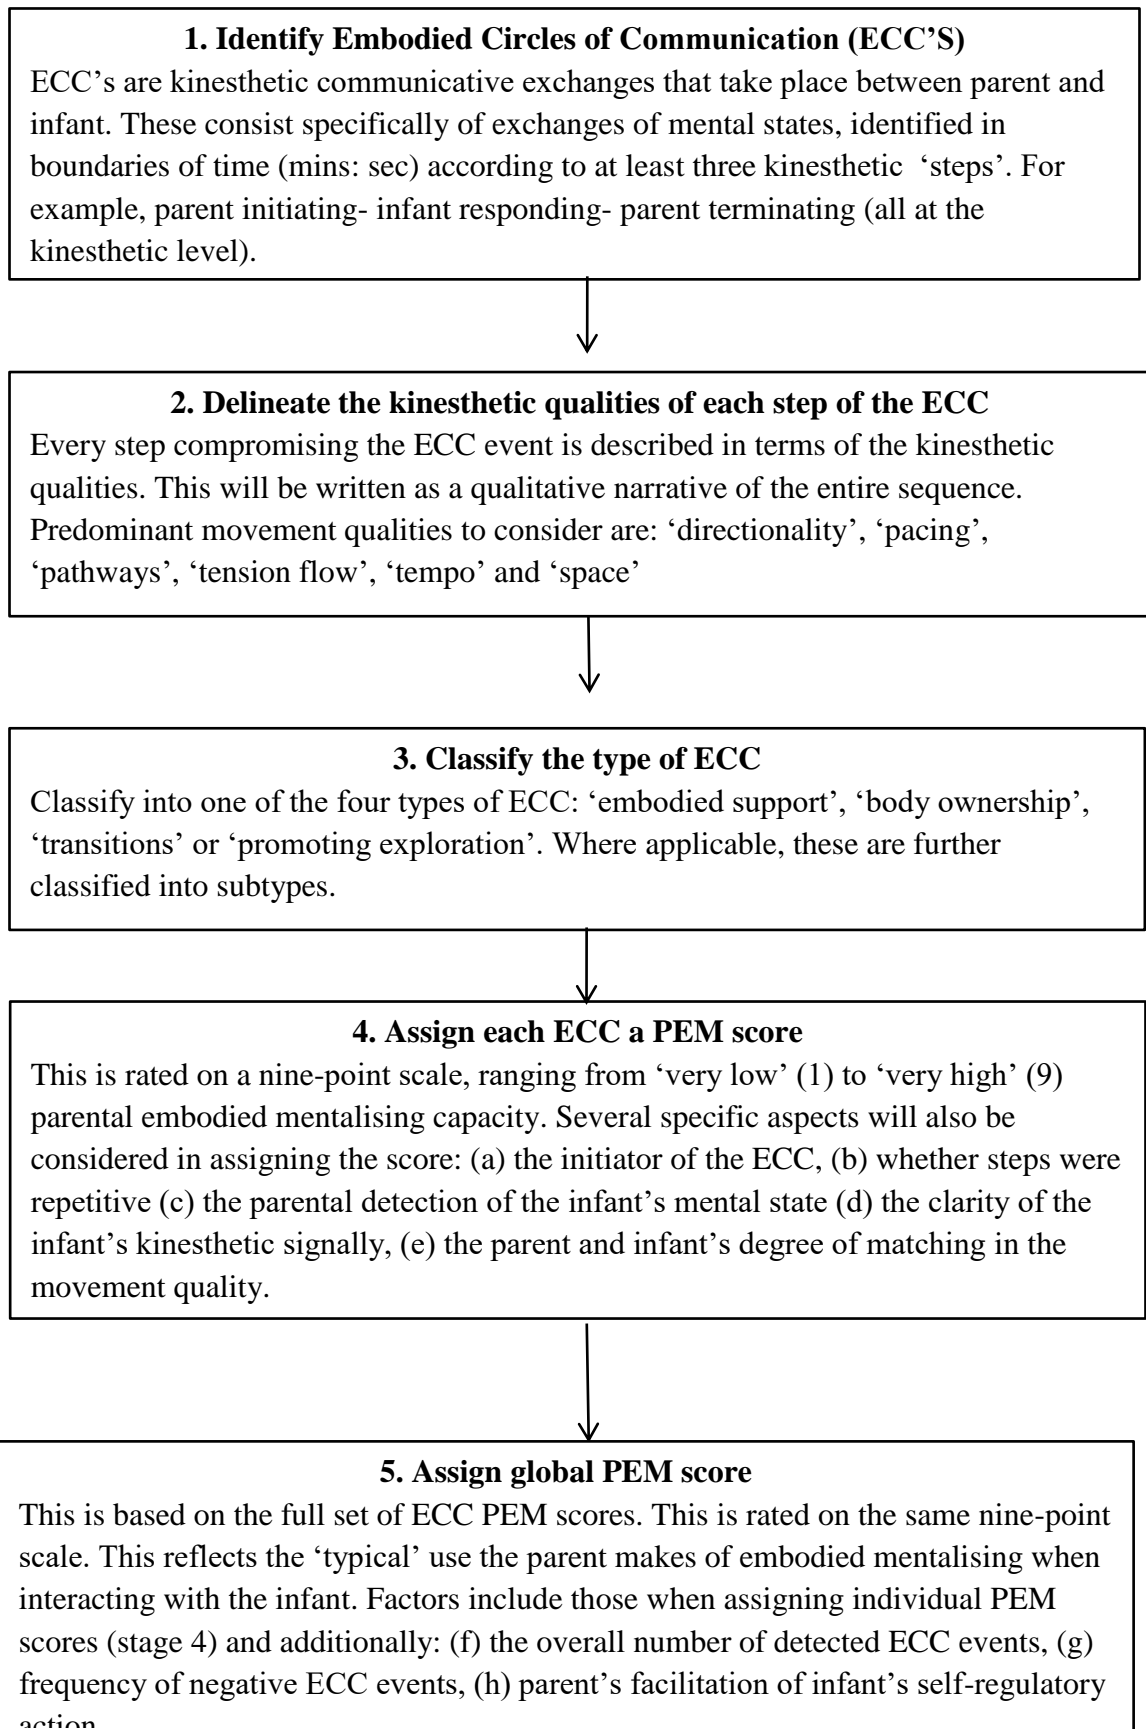 1. Identify Embodied Circles of Communication (ECC’S)
ECC’s are kinesthetic communicative exchanges that take place between parent and
infant. These consist specifically of exchanges of mental states, identified in
boundaries of time (mins: sec) according to at least three kinesthetic ‘steps’. For
example, parent initiating- infant responding- parent terminating (all at the
kinesthetic level).
2. Delineate the kinesthetic qualities of each step of the ECC
Every step compromising the ECC event is described in terms of the kinesthetic
qualities. This will be written as a qualitative narrative of the entire sequence.
Predominant movement qualities to consider are: ‘directionality’, ‘pacing’,
‘pathways’, ‘tension flow’, ‘tempo’ and ‘space’
3. Classify the type of ECC
Classify into one of the four types of ECC: ‘embodied support’, ‘body ownership’,
‘transitions’ or ‘promoting exploration’. Where applicable, these are further
classified into subtypes.
4. Assign each ECC a PEM score
This is rated on a nine-point scale, ranging from ‘very low’ (1) to ‘very high’ (9)
parental embodied mentalising capacity. Several specific aspects will also be
considered in assigning the score: (a) the initiator of the ECC, (b) whether steps were
repetitive (c) the parental detection of the infant’s mental state (d) the clarity of the
infant’s kinesthetic signally, (e) the parent and infant’s degree of matching in the
movement quality.
5. Assign global PEM score
This is based on the full set of ECC PEM scores. This is rated on the same nine-point
scale. This reflects the ‘typical’ use the parent makes of embodied mentalising when
interacting with the infant. Factors include those when assigning individual PEM
scores (stage 4) and additionally: (f) the overall number of detected ECC events, (g)
frequency of negative ECC events, (h) parent’s facilitation of infant’s self-regulatory
action